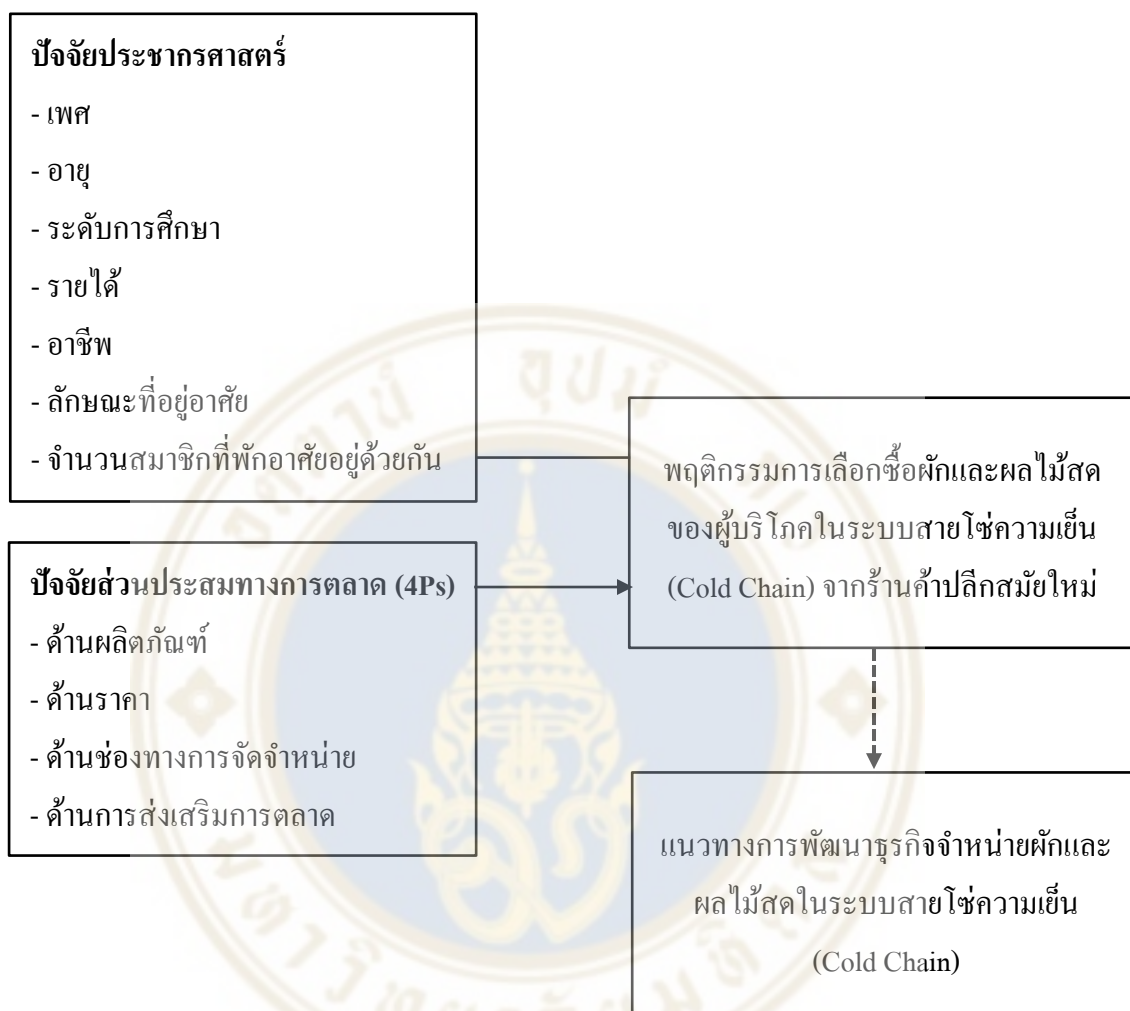 ปัจจัยประชากรศาสตร์
- เพศ
- อายุ
- ระดับการศึกษา
- รายได้
- อาชีพ
- ลักษณะที่อยู่อาศัย
- จำนวนสมาชิกที่พักอาศัยอยู่ด้วยกัน
ปัจจัยส่วนประสมทางการตลาด (4Ps)
- ด้านผลิตภัณฑ์
- ด้านราคา
- ด้านช่องทางการจัดจำหน่าย
- ด้านการส่งเสริมการตลาด
พฤติกรรมการเลือกซื้อผักและผลไม้สด
ของผู้บริโภคในระบบสายโซ่ความเย็น
(Cold Chain) จากร้านค้าปลีกสมัยใหม่
แนวทางการพัฒนาธุรกิจจำหน่ายผักและ
ผลไม้สดในระบบสายโซ่ความเย็น
(Cold Chain)
อตฺตานํ อุปมํ